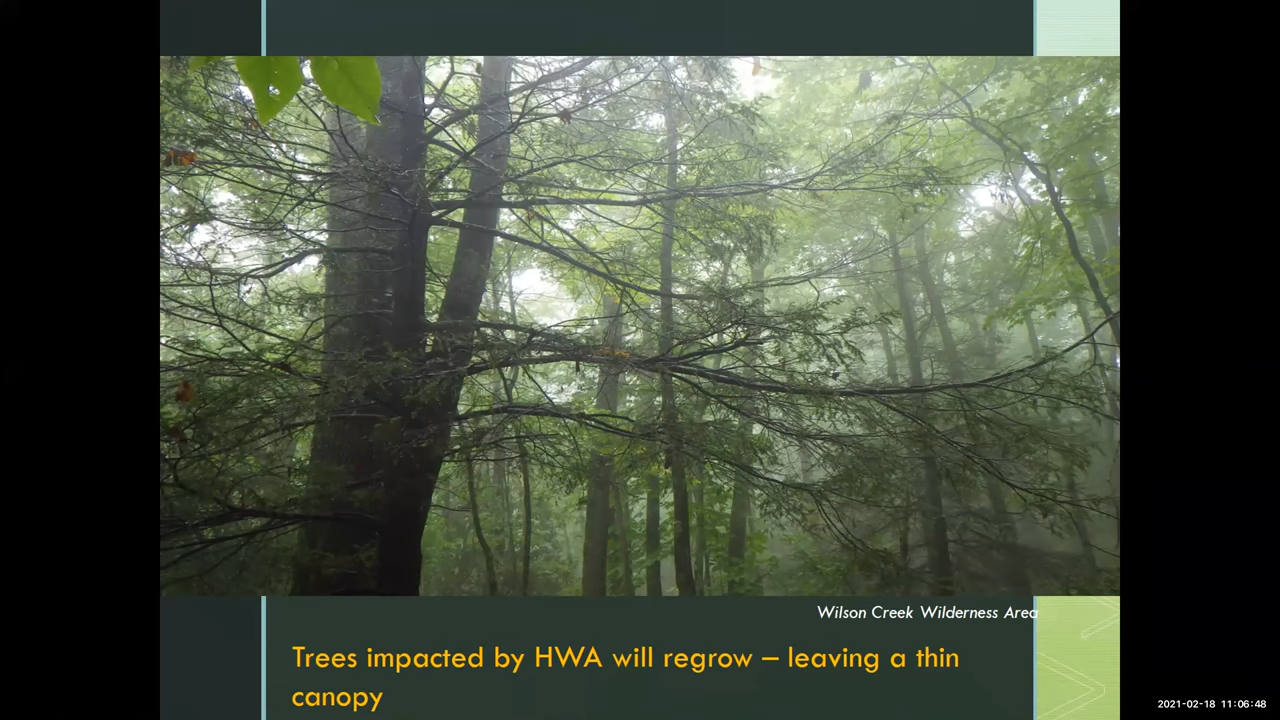 Wilson Creek Wilderness Area
Trees impacted by HWA will regrow – leaving a thin
canopy
2021-02-18 11:06:48